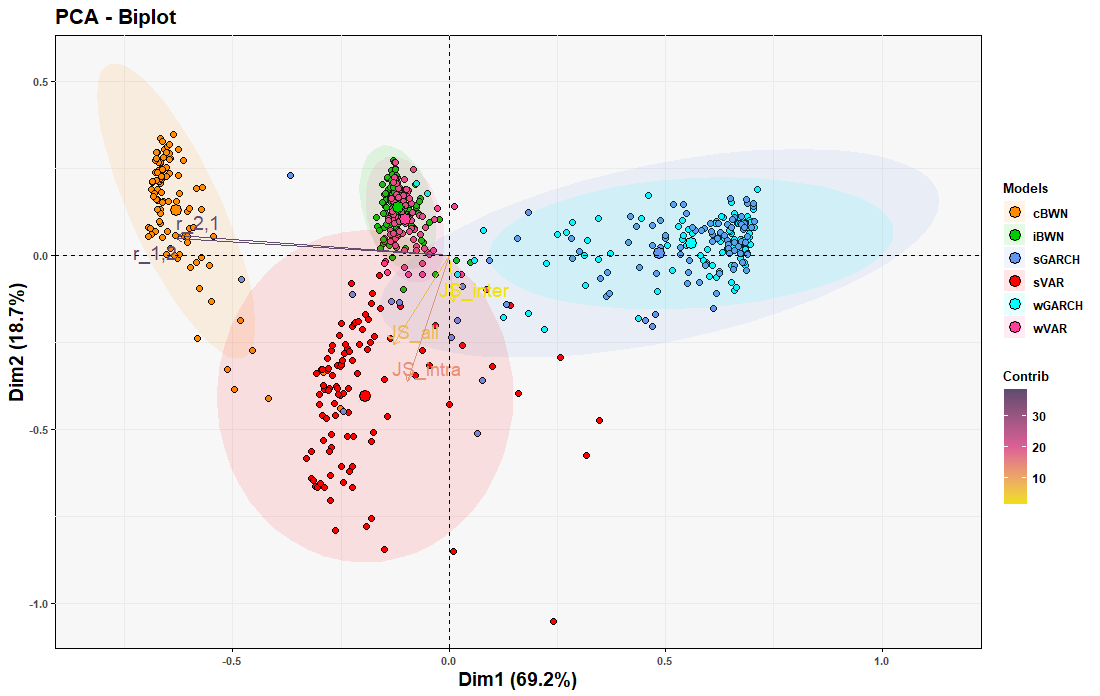 PCA - Biplot
0.5
0.0
-0.5
-1.0
Dim2 (18.7%)
r_2,1
r_1,
JS_inter
JS_all
JS_intra
-0.5
0.0
0.5
1.0
Dim1 (69.2%)
Models
cBWN
iBWN
sGARCH
sVAR
wGARCH
wVAR
Contrib
30
20
10